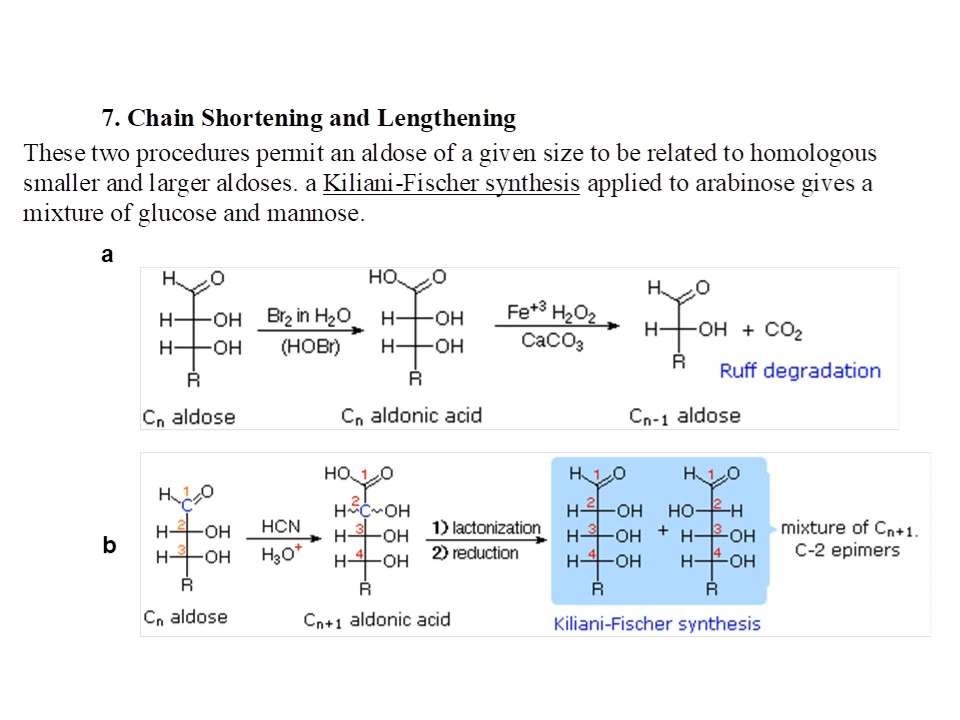 7. Chain Shortening and Lengthening
These two procedures permit an aldose of a given size to be related to homologous
smaller and larger aldoses. a Kiliani-Fischer synthesis applied to arabinose gives a
mixture of glucose and mannose.
a
H O HO O H O
H OH Br₂ in H₂O H OH Fe⁺³ H₂O₂ H OH + CO₂
H OH (HOBr) H OH CaCO₃
R R R Ruff degradation
Cₙ aldose Cₙ aldonic acid Cₙ₋₁ aldose
b
H 1 C O HO 1 O H 1 O H 1 O
H 2 OH HCN H 2 C OH 1) lactonization H 2 OH HO 2 H mixture of Cₙ₊₁.
H 3 OH H₃O⁺ H 3 OH 2) reduction H 3 OH + H 3 OH C-2 epimers
H 4 OH H 4 OH H 4 OH
R R R R
Cₙ aldose Cₙ₊₁ aldonic acid Kiliani-Fischer synthesis